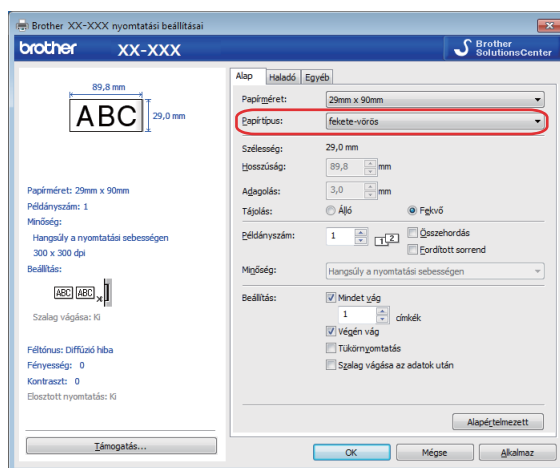 Brother XX-XXX nyomtatási beállításai
brother XX-XXX
Brother
SolutionsCenter
89,8 mm
ABC
29,0 mm
Papírméret: 29mm x 90mm
Példányszám: 1
Minőség:
Hangsúly a nyomtatási sebességen
300 x 300 dpi
Beállítás:
ABC ABC
Szalag vágása: Ki
Féltónus: Diffúzió hiba
Fényesség: 0
Kontraszt: 0
Elosztott nyomtatás: Ki
Támogatás...
Alap Haladó Egyéb
Papírméret: 29mm x 90mm
Papírtípus: fekete-vörös
Szélesség: 29,0 mm
Hosszúság: 89,8 mm
Adagolás: 3,0 mm
Tájolás: Álló Fekvő
Példányszám: 1 1 2 Összehordás
Fordított sorrend
Minőség: Hangsúly a nyomtatási sebességen
Beállítás: Mindet vág
1 címkék
Végén vág
Tükörnyomtatás
Szalag vágása az adatok után
Alapértelmezett
OK Mégse Alkalmaz